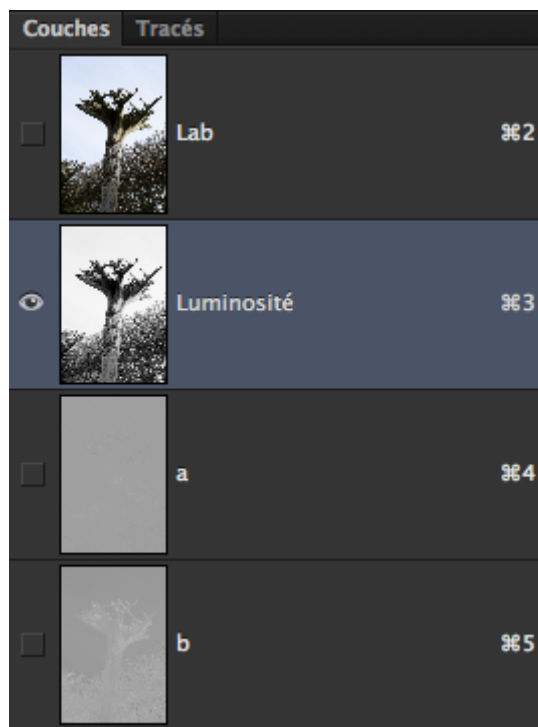 Couches Tracés
Lab ⌘2
Luminosité ⌘3
a ⌘4
b ⌘5